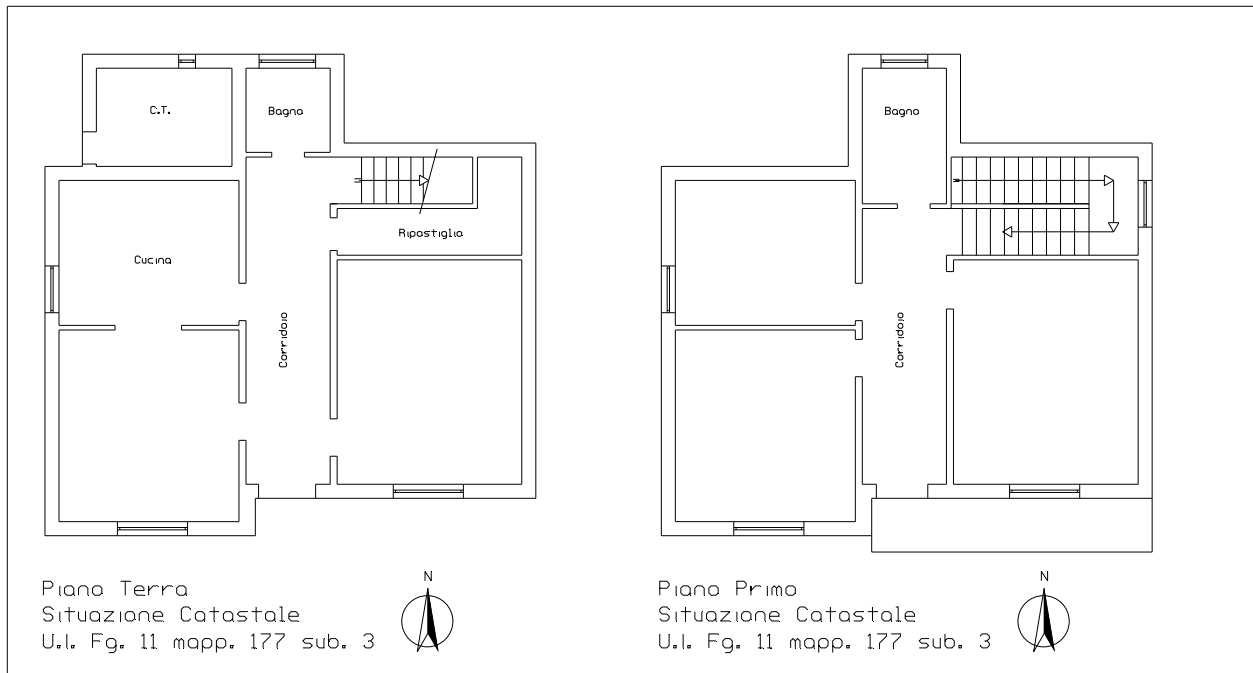 C.T.
Bagno
Ripostiglio
Cucina
Corridoio
Piano Terra
Situazione Catastale
U.I. Fg. 11 mapp. 177 sub. 3
N
Bagno
Corridoio
Piano Primo
Situazione Catastale
U.I. Fg. 11 mapp. 177 sub. 3
N